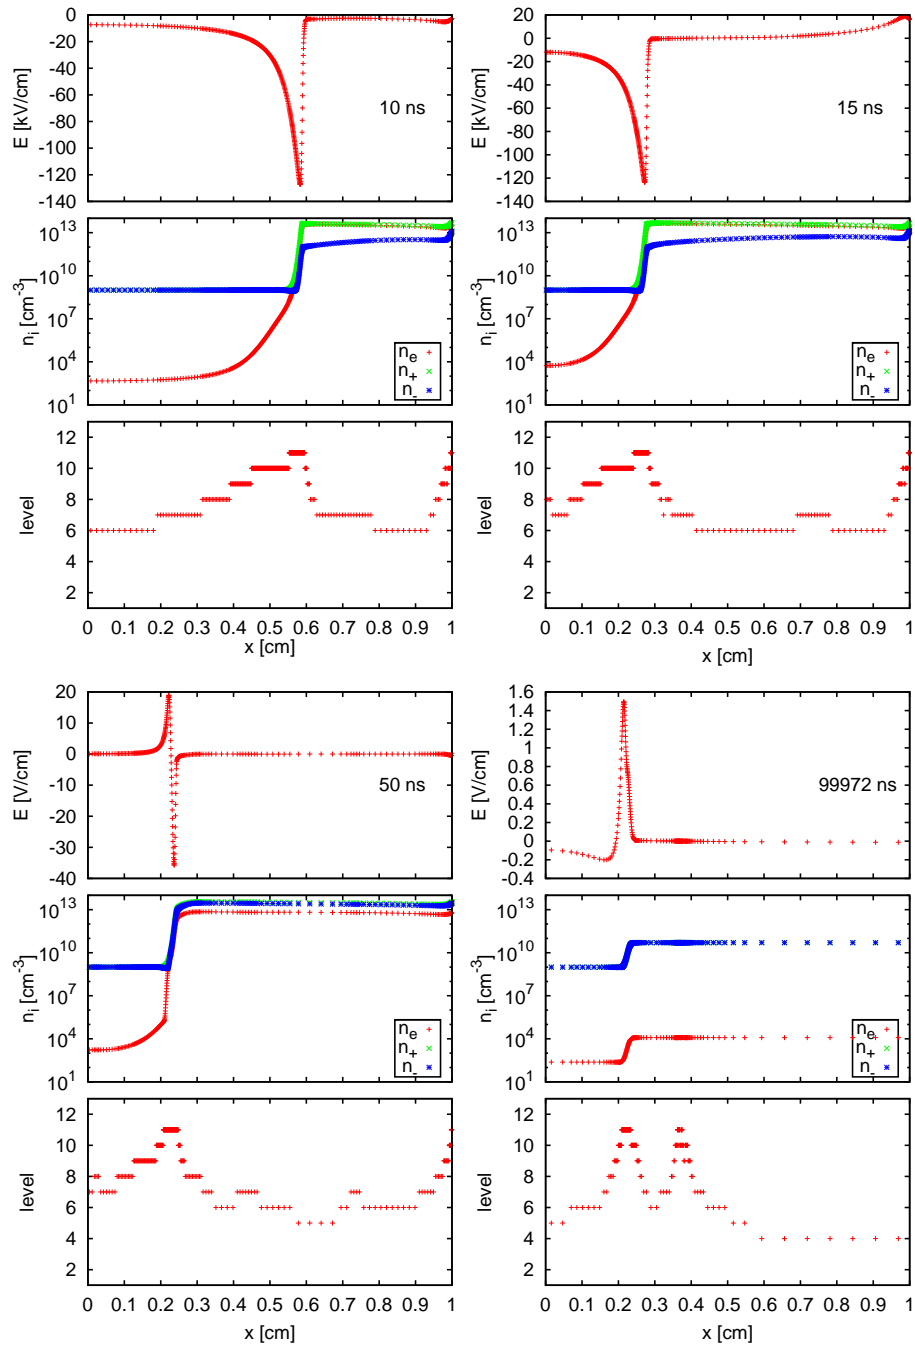 0
-20
-40
-60
-80
-100
-120
-140
E [kV/cm]
10 ns
10^13
10^10
10^7
10^4
10^1
n_i [cm^-3]
n_e
n_+
n_-
12
10
8
6
4
2
level
0 0.1 0.2 0.3 0.4 0.5 0.6 0.7 0.8 0.9 1
x [cm]
20
0
-20
-40
-60
-80
-100
-120
-140
E [kV/cm]
15 ns
10^13
10^10
10^7
10^4
10^1
n_i [cm^-3]
n_e
n_+
n_-
12
10
8
6
4
2
level
0 0.1 0.2 0.3 0.4 0.5 0.6 0.7 0.8 0.9 1
x [cm]
20
10
0
-10
-20
-30
-40
E [V/cm]
50 ns
10^13
10^10
10^7
10^4
10^1
n_i [cm^-3]
n_e
n_+
n_-
12
10
8
6
4
2
level
0 0.1 0.2 0.3 0.4 0.5 0.6 0.7 0.8 0.9 1
x [cm]
1.6
1.4
1.2
1
0.8
0.6
0.4
0.2
0
-0.2
-0.4
E [V/cm]
99972 ns
10^13
10^10
10^7
10^4
10^1
n_i [cm^-3]
n_e
n_+
n_-
12
10
8
6
4
2
level
0 0.1 0.2 0.3 0.4 0.5 0.6 0.7 0.8 0.9 1
x [cm]